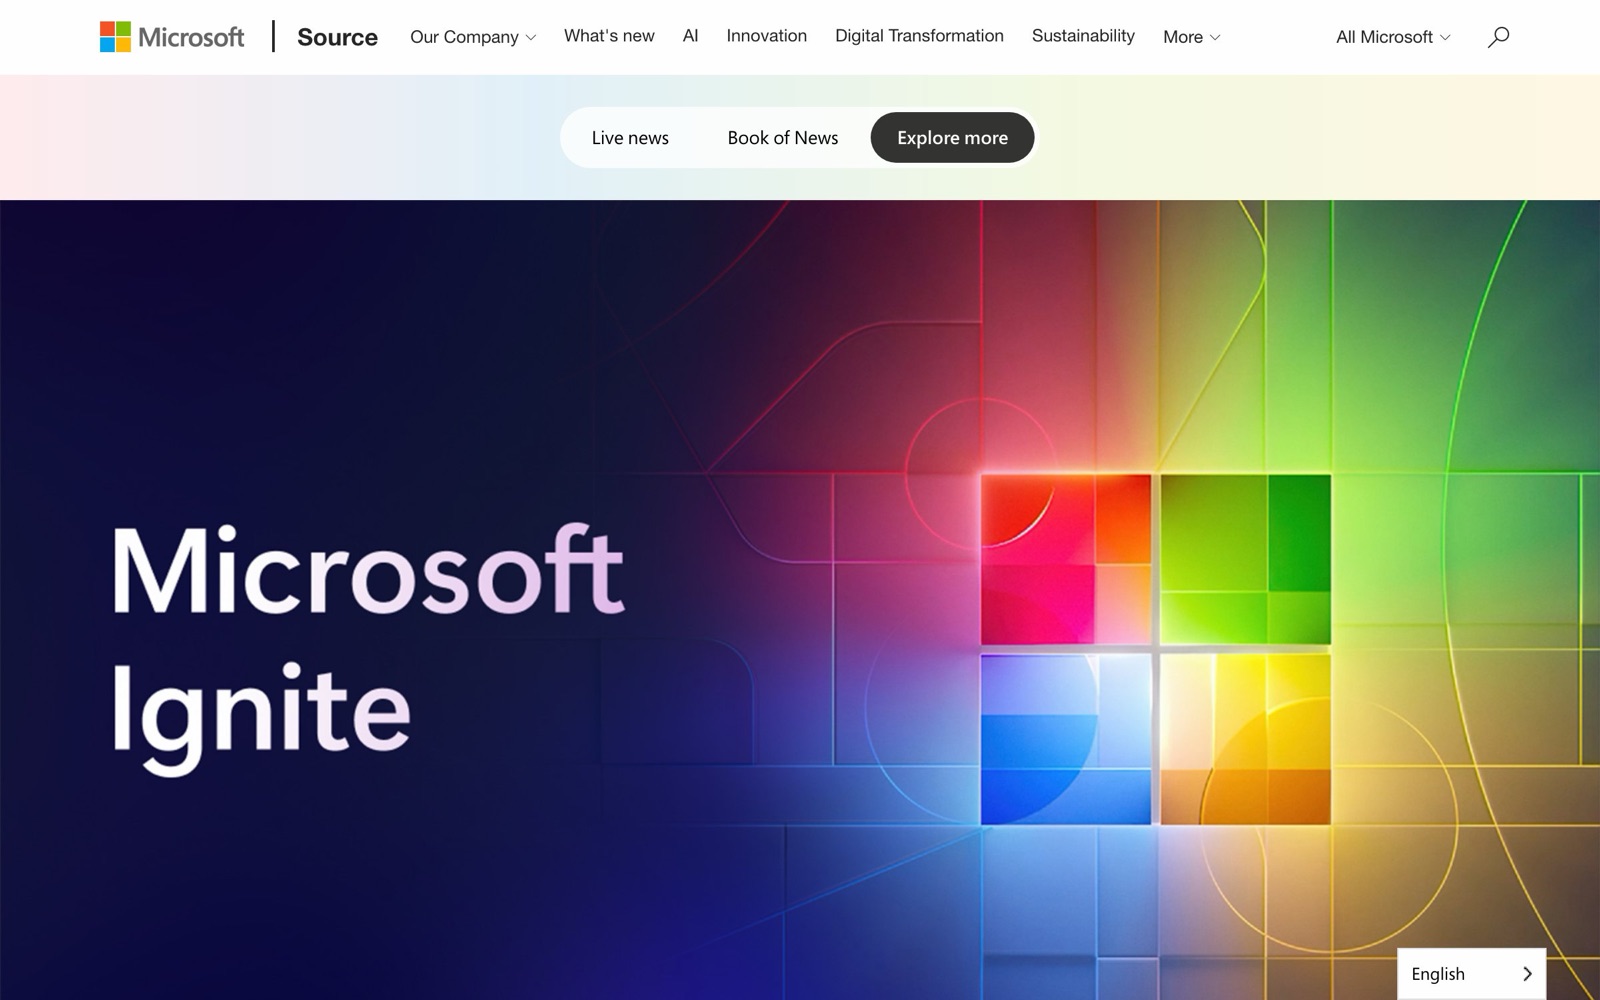 Microsoft Source Our Company What's new AI Innovation Digital Transformation Sustainability More All Microsoft
Live news Book of News Explore more
Microsoft
Ignite
English